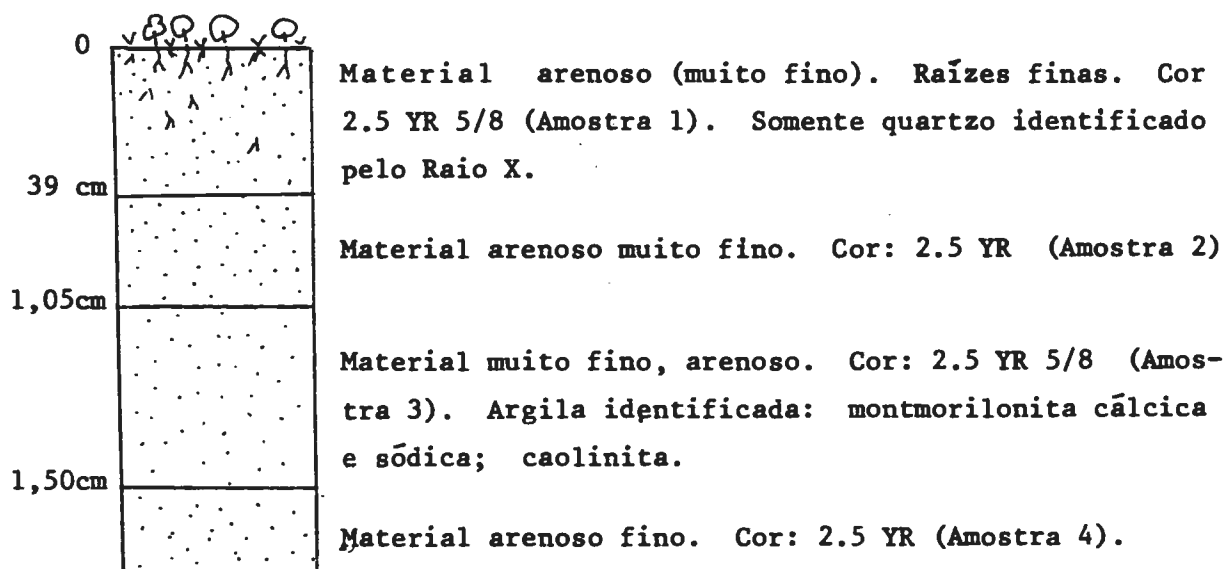 0
Material arenoso (muito fino). Raízes finas. Cor
2.5 YR 5/8 (Amostra 1). Somente quartzo identificado
pelo Raio X.
39 cm
Material arenoso muito fino. Cor: 2.5 YR (Amostra 2)
1,05cm
Material muito fino, arenoso. Cor: 2.5 YR 5/8 (Amos-
tra 3). Argila identificada: montmorilonita cálcica
e sódica; caolinita.
1,50cm
Material arenoso fino. Cor: 2.5 YR (Amostra 4).